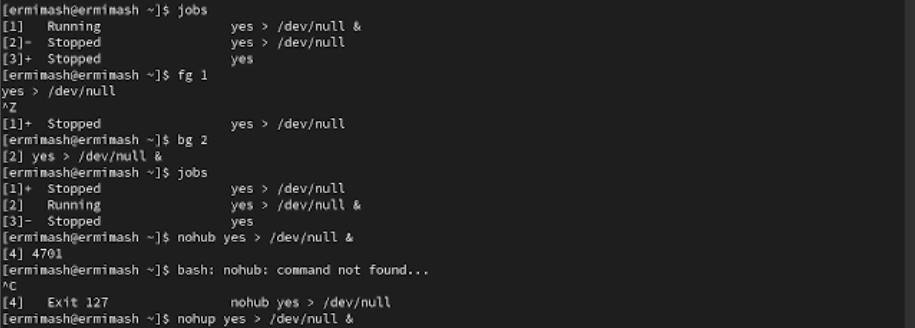 [ermimash@ermimash ~]$ jobs
[1]   Running                 yes > /dev/null &
[2]-  Stopped                 yes > /dev/null
[3]+  Stopped                 yes
[ermimash@ermimash ~]$ fg 1
yes > /dev/null
^Z
[1]+  Stopped                 yes > /dev/null
[ermimash@ermimash ~]$ bg 2
[2] yes > /dev/null &
[ermimash@ermimash ~]$ jobs
[1]+  Stopped                 yes > /dev/null
[2]   Running                 yes > /dev/null &
[3]-  Stopped                 yes
[ermimash@ermimash ~]$ nohub yes > /dev/null &
[4] 4701
[ermimash@ermimash ~]$ bash: nohub: command not found...
^C
[4]   Exit 127                nohub yes > /dev/null
[ermimash@ermimash ~]$ nohup yes > /dev/null &